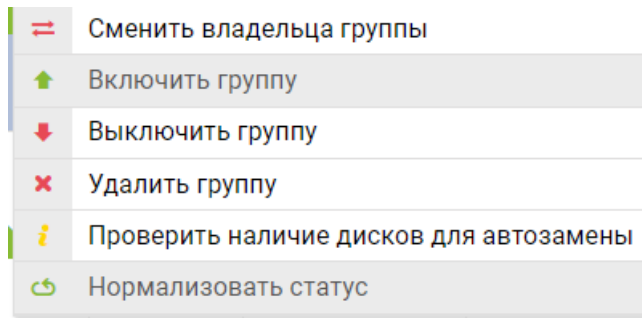 Сменить владельца группы
Включить группу
Выключить группу
Удалить группу
Проверить наличие дисков для автозамены
Нормализовать статус